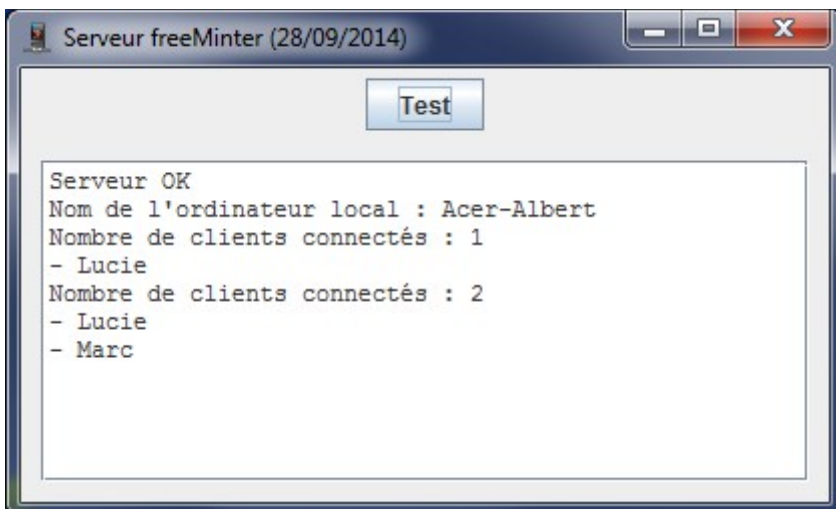 Serveur freeMinter (28/09/2014)
Test
Serveur OK
Nom de l'ordinateur local : Acer-Albert
Nombre de clients connectés : 1
- Lucie
Nombre de clients connectés : 2
- Lucie
- Marc